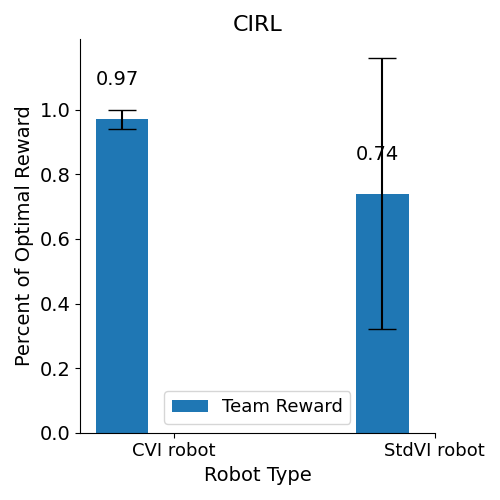 CIRL
Percent of Optimal Reward
1.0
0.8
0.6
0.4
0.2
0.0
0.97
0.74
Team Reward
CVI robot
StdVI robot
Robot Type